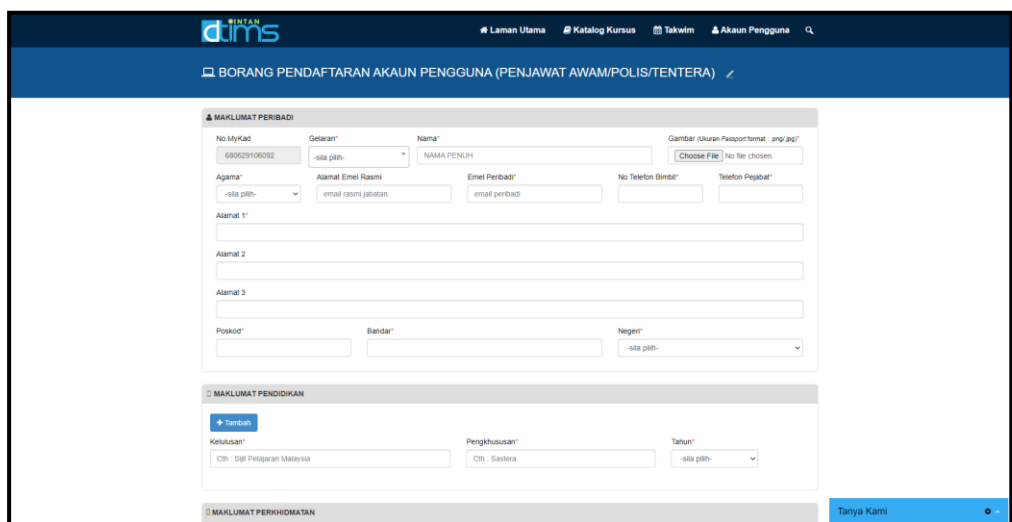 INTAN
dtims
Laman Utama Katalog Kursus Takwim Akaun Pengguna
BORANG PENDAFTARAN AKAUN PENGGUNA (PENJAWAT AWAM/POLIS/TENTERA)
MAKLUMAT PERIBADI
No.MyKad Gelaran* Nama* Gambar (Ukuran Passport format : png/.jpg)*
680629106092 -sila pilih- NAMA PENUH Choose File No file chosen
Agama* Alamat Emel Rasmi Emel Peribadi* No.Telefon Bimbit* Telefon Pejabat*
-sila pilih- email rasmi jabatan email peribadi
Alamat 1*
Alamat 2
Alamat 3
Poskod* Bandar* Negeri*
-sila pilih-
MAKLUMAT PENDIDIKAN
+ Tambah
Kelulusan* Pengkhususan* Tahun*
Cth : Sijil Pelajaran Malaysia Cth : Sastera -sila pilih-
MAKLUMAT PERKHIDMATAN
Tanya Kami